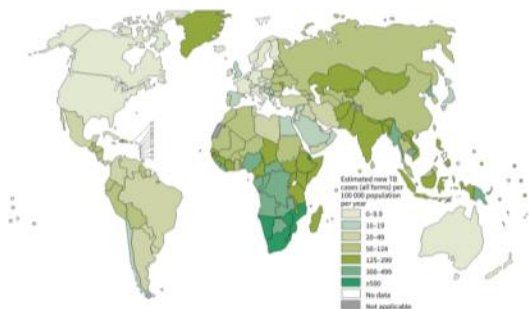 Estimated new TB
cases (all forms) per
100 000 population
per year
0–9.9
10–19
20–49
50–124
125–299
300–499
≥500
No data
Not applicable